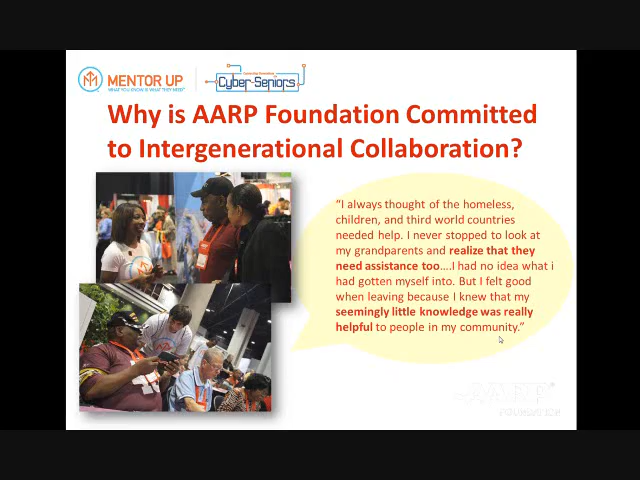 MENTOR UP
WHAT YOU KNOW IS WHAT THEY NEED
Cyber-Seniors
Why is AARP Foundation Committed
to Intergenerational Collaboration?
“I always thought of the homeless,
children, and third world countries
needed help. I never stopped to look at
my grandparents and realize that they
need assistance too....I had no idea what i
had gotten myself into. But I felt good
when leaving because I knew that my
seemingly little knowledge was really
helpful to people in my community.”
AARP
FOUNDATION